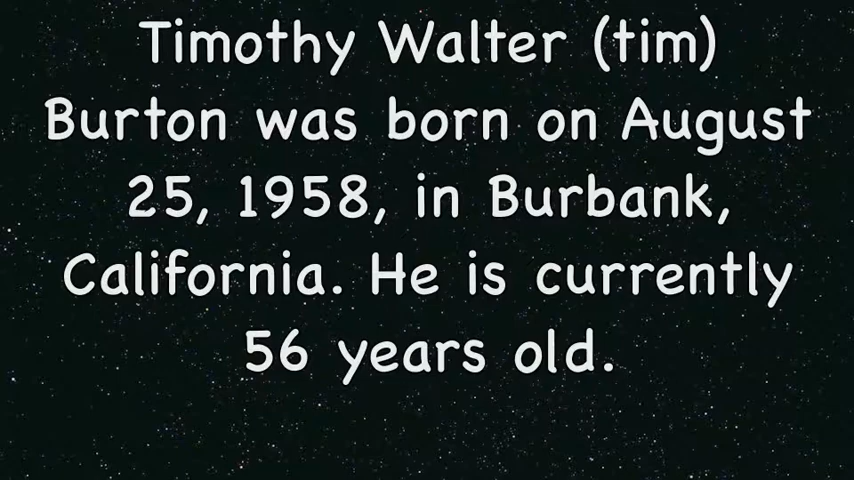 Timothy Walter (tim)
Burton was born on August
25, 1958, in Burbank,
California. He is currently
56 years old.